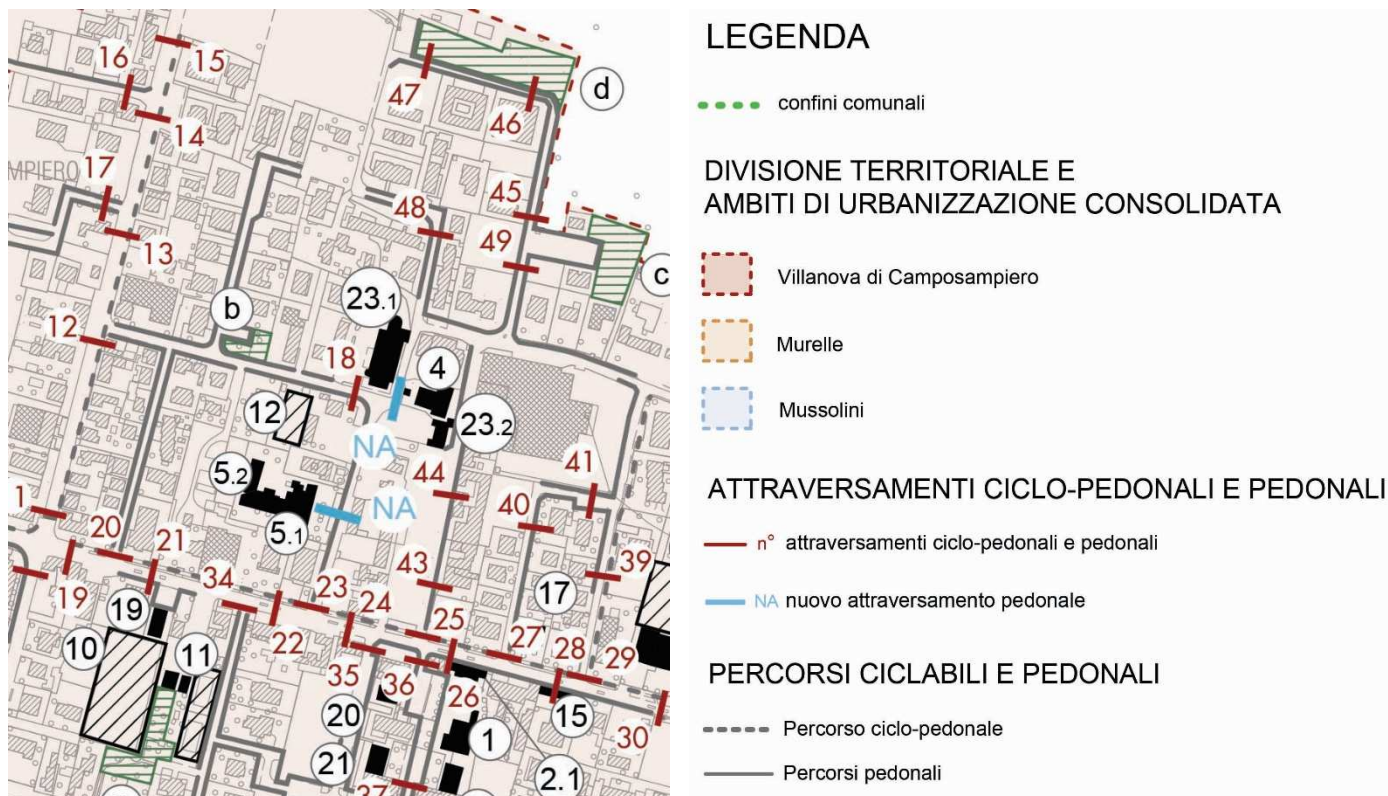 16
15
47
d
46
14
MPIERO
17
45
48
13
49
c
b
23.1
12
18
4
12
NA
23.2
5.2
44
41
NA
40
1
5.1
20
21
43
39
34
23
17
24
19
25
19
22
27
28
10
11
29
35
36
26
20
15
30
1
21
2.1
37
LEGENDA
confini comunali
DIVISIONE TERRITORIALE E
AMBITI DI URBANIZZAZIONE CONSOLIDATA
Villanova di Camposampiero
Murelle
Mussolini
ATTRAVERSAMENTI CICLO-PEDONALI E PEDONALI
n° attraversamenti ciclo-pedonali e pedonali
NA nuovo attraversamento pedonale
PERCORSI CICLABILI E PEDONALI
Percorso ciclo-pedonale
Percorsi pedonali